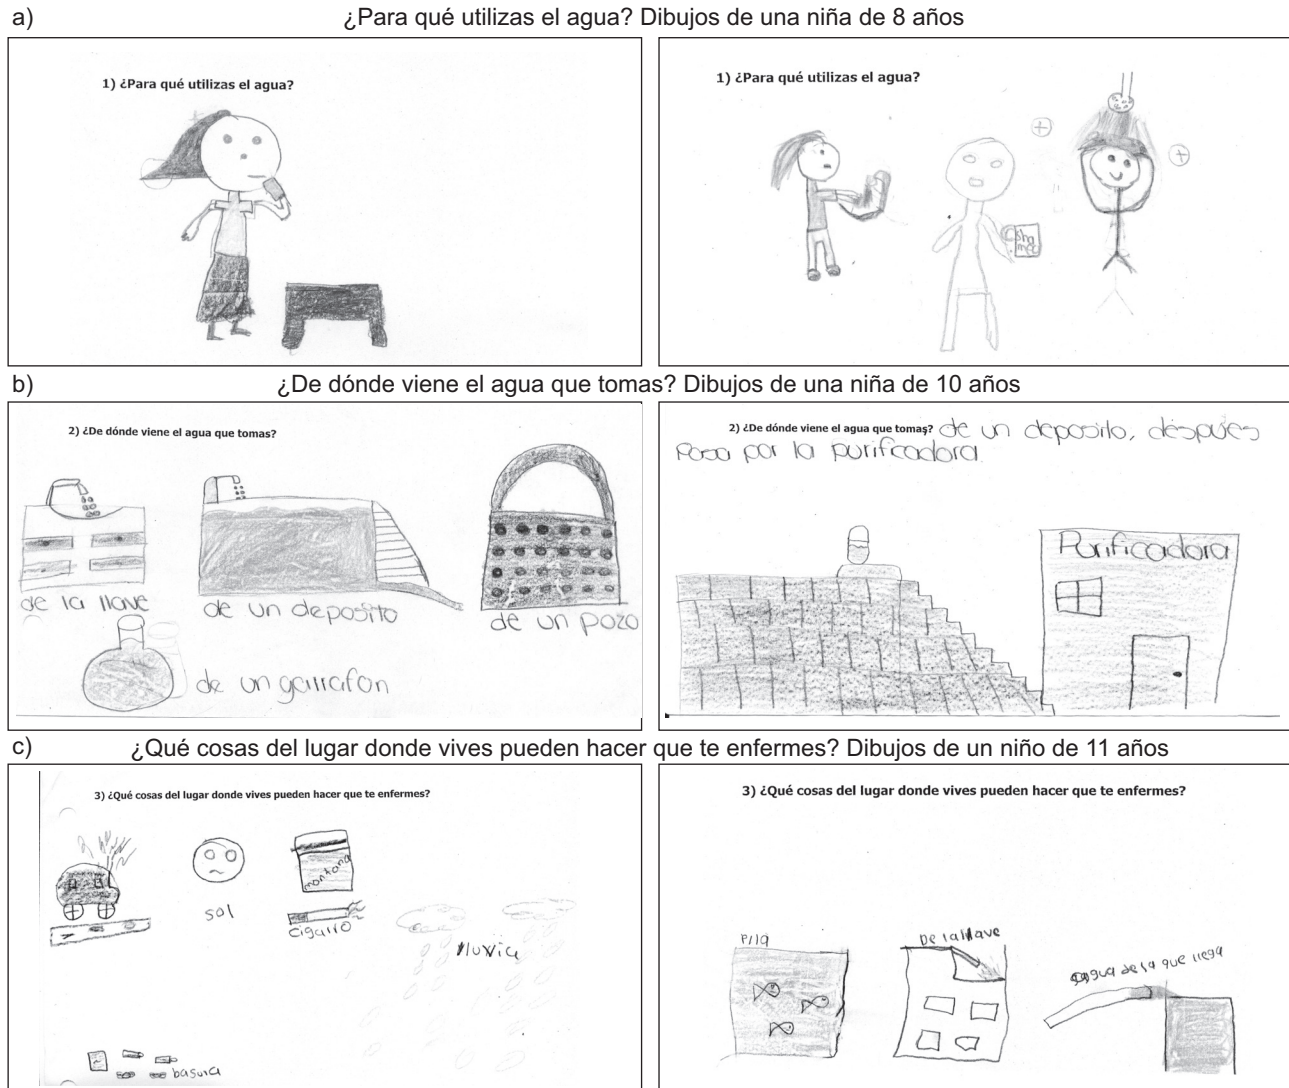 a) ¿Para qué utilizas el agua? Dibujos de una niña de 8 años
1) ¿Para qué utilizas el agua?
1) ¿Para qué utilizas el agua?
sha
meo
b) ¿De dónde viene el agua que tomas? Dibujos de una niña de 10 años
2) ¿De dónde viene el agua que tomas?
de la llave
de un deposito
de un pozo
de un garrafon
2) ¿De dónde viene el agua que tomas? de un deposito, despues
pasa por la purificadora
Purificadora
c) ¿Qué cosas del lugar donde vives pueden hacer que te enfermes? Dibujos de un niño de 11 años
3) ¿Qué cosas del lugar donde vives pueden hacer que te enfermes?
sol
montana
cigarro
lluvia
basura
3) ¿Qué cosas del lugar donde vives pueden hacer que te enfermes?
Pila
De la llave
agua de la que llega